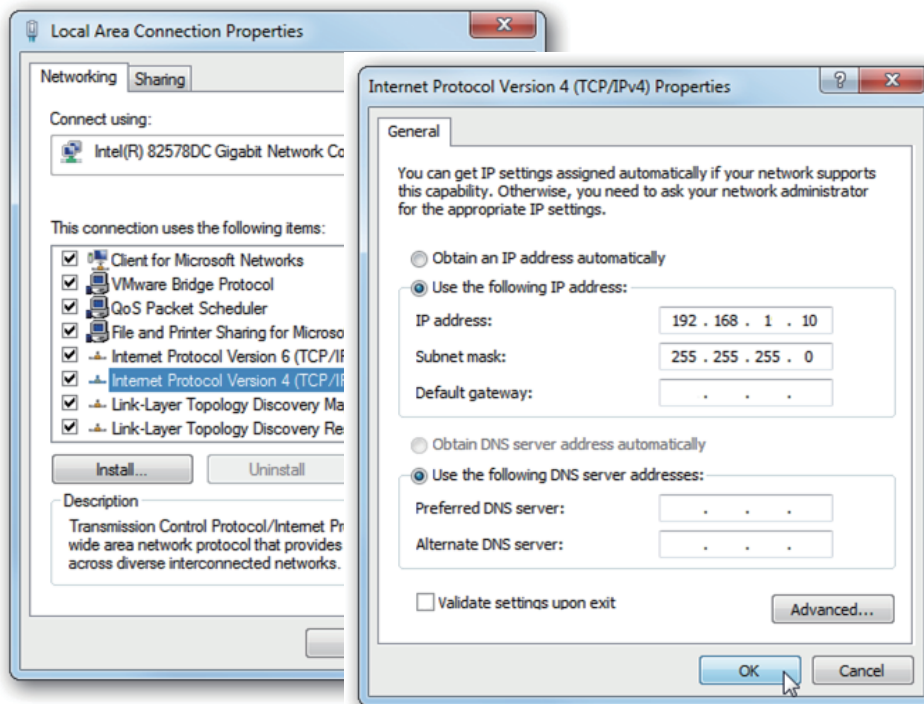 Local Area Connection Properties
Networking
Sharing
Connect using:
Intel(R) 82578DC Gigabit Network Co
This connection uses the following items:
Client for Microsoft Networks
VMware Bridge Protocol
QoS Packet Scheduler
File and Printer Sharing for Microso
Internet Protocol Version 6 (TCP/IP
Internet Protocol Version 4 (TCP/IP
Link-Layer Topology Discovery Ma
Link-Layer Topology Discovery Re
Install...
Uninstall
Description
Transmission Control Protocol/Internet Pr
wide area network protocol that provides
across diverse interconnected networks.
Internet Protocol Version 4 (TCP/IPv4) Properties
General
You can get IP settings assigned automatically if your network supports
this capability. Otherwise, you need to ask your network administrator
for the appropriate IP settings.
Obtain an IP address automatically
Use the following IP address:
IP address: 192 . 168 . 1 . 10
Subnet mask: 255 . 255 . 255 . 0
Default gateway: . . .
Obtain DNS server address automatically
Use the following DNS server addresses:
Preferred DNS server: . . .
Alternate DNS server: . . .
Validate settings upon exit
Advanced...
OK
Cancel